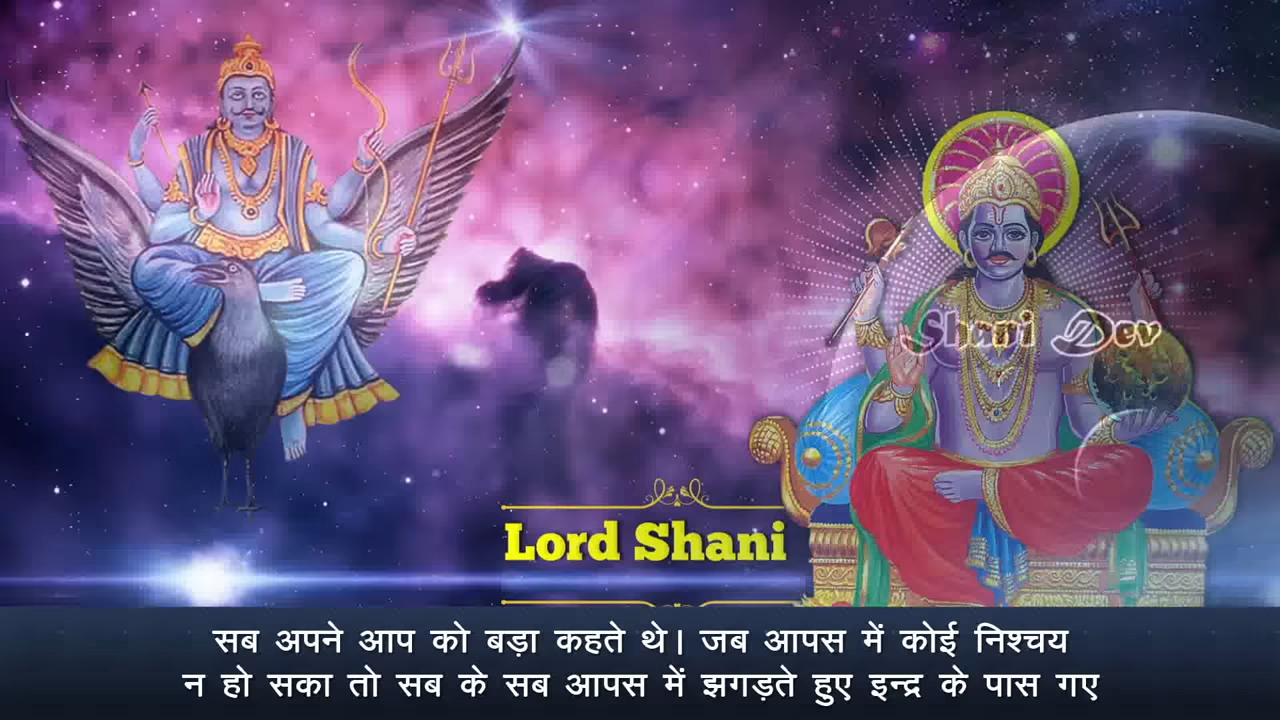 Shani Dev
Lord Shani
सब अपने आप को बड़ा कहते थे। जब आपस में कोई निश्चय
न हो सका तो सब के सब आपस में झगड़ते हुए इन्द्र के पास गए